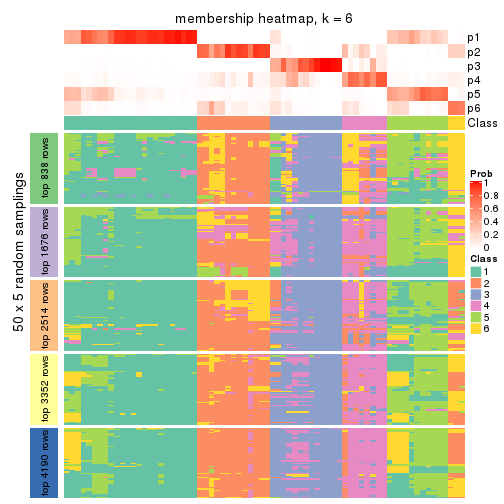 membership heatmap, k = 6
p1
p2
p3
p4
p5
p6
Class
50 x 5 random samplings
top 838 rows
top 1676 rows
top 2514 rows
top 3352 rows
top 4190 rows
Prob
1
0.8
0.6
0.4
0.2
0
Class
1
2
3
4
5
6